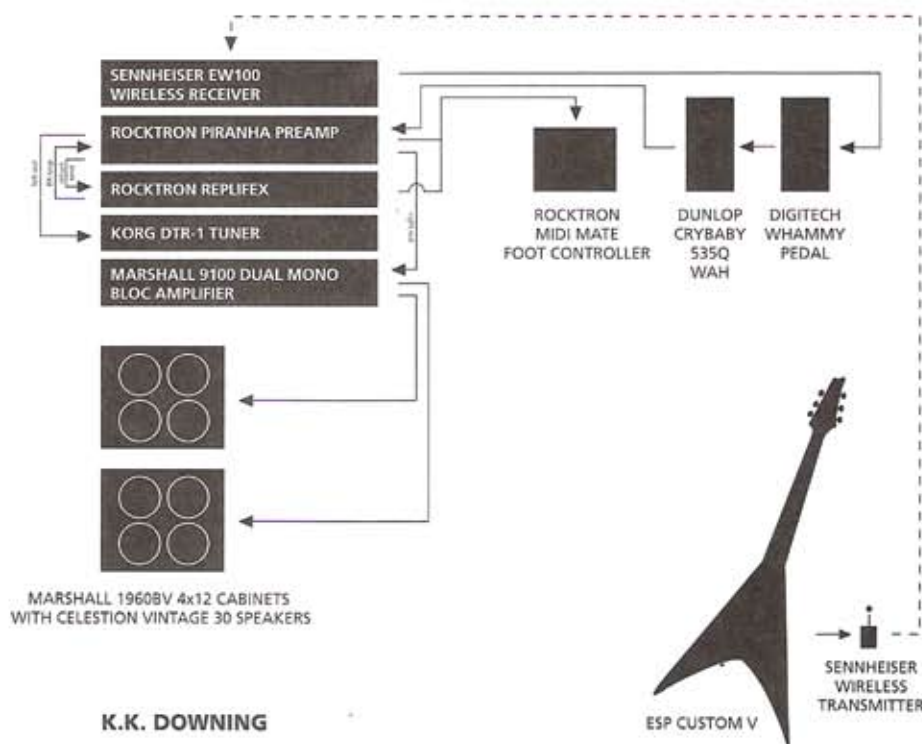 SENNHEISER EW100
WIRELESS RECEIVER
ROCKTRON PIRANHA PREAMP
ROCKTRON REPLIFEX
KORG DTR-1 TUNER
MARSHALL 9100 DUAL MONO
BLOC AMPLIFIER
ROCKTRON
MIDI MATE
FOOT CONTROLLER
DUNLOP
CRYBABY
535Q
WAH
DIGITECH
WHAMMY
PEDAL
MARSHALL 1960BV 4x12 CABINETS
WITH CELESTION VINTAGE 30 SPEAKERS
SENNHEISER
WIRELESS
TRANSMITTER
ESP CUSTOM V
K.K. DOWNING